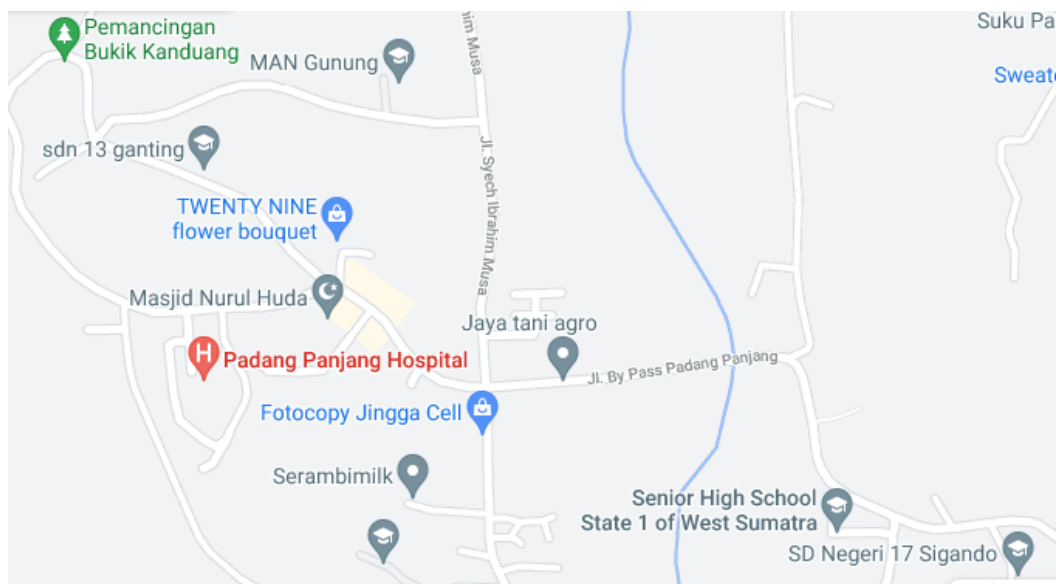 Pemancingan
Bukik Kanduang
MAN Gunung
him Musa
Suku Pa
Sweate
sdn 13 ganting
Jl. Syech Ibrahim Musa
TWENTY NINE
flower bouquet
Masjid Nurul Huda
Jaya tani agro
H
Padang Panjang Hospital
Jl. By Pass Padang Panjang
Fotocopy Jingga Cell
Serambimilk
Senior High School
State 1 of West Sumatra
SD Negeri 17 Sigando